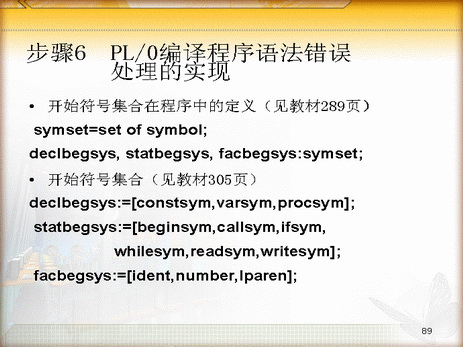 步骤6 PL/0编译程序语法错误
处理的实现
• 开始符号集合在程序中的定义（见教材289页）
symset=set of symbol;
declbegsys, statbegsys, facbegsys:symset;
• 开始符号集合（见教材305页）
declbegsys:=[constsym,varsym,procsym];
statbegsys:=[beginsym,callsym,ifsym,
whilesym,readsym,writesym];
facbegsys:=[ident,number,lparen];
89